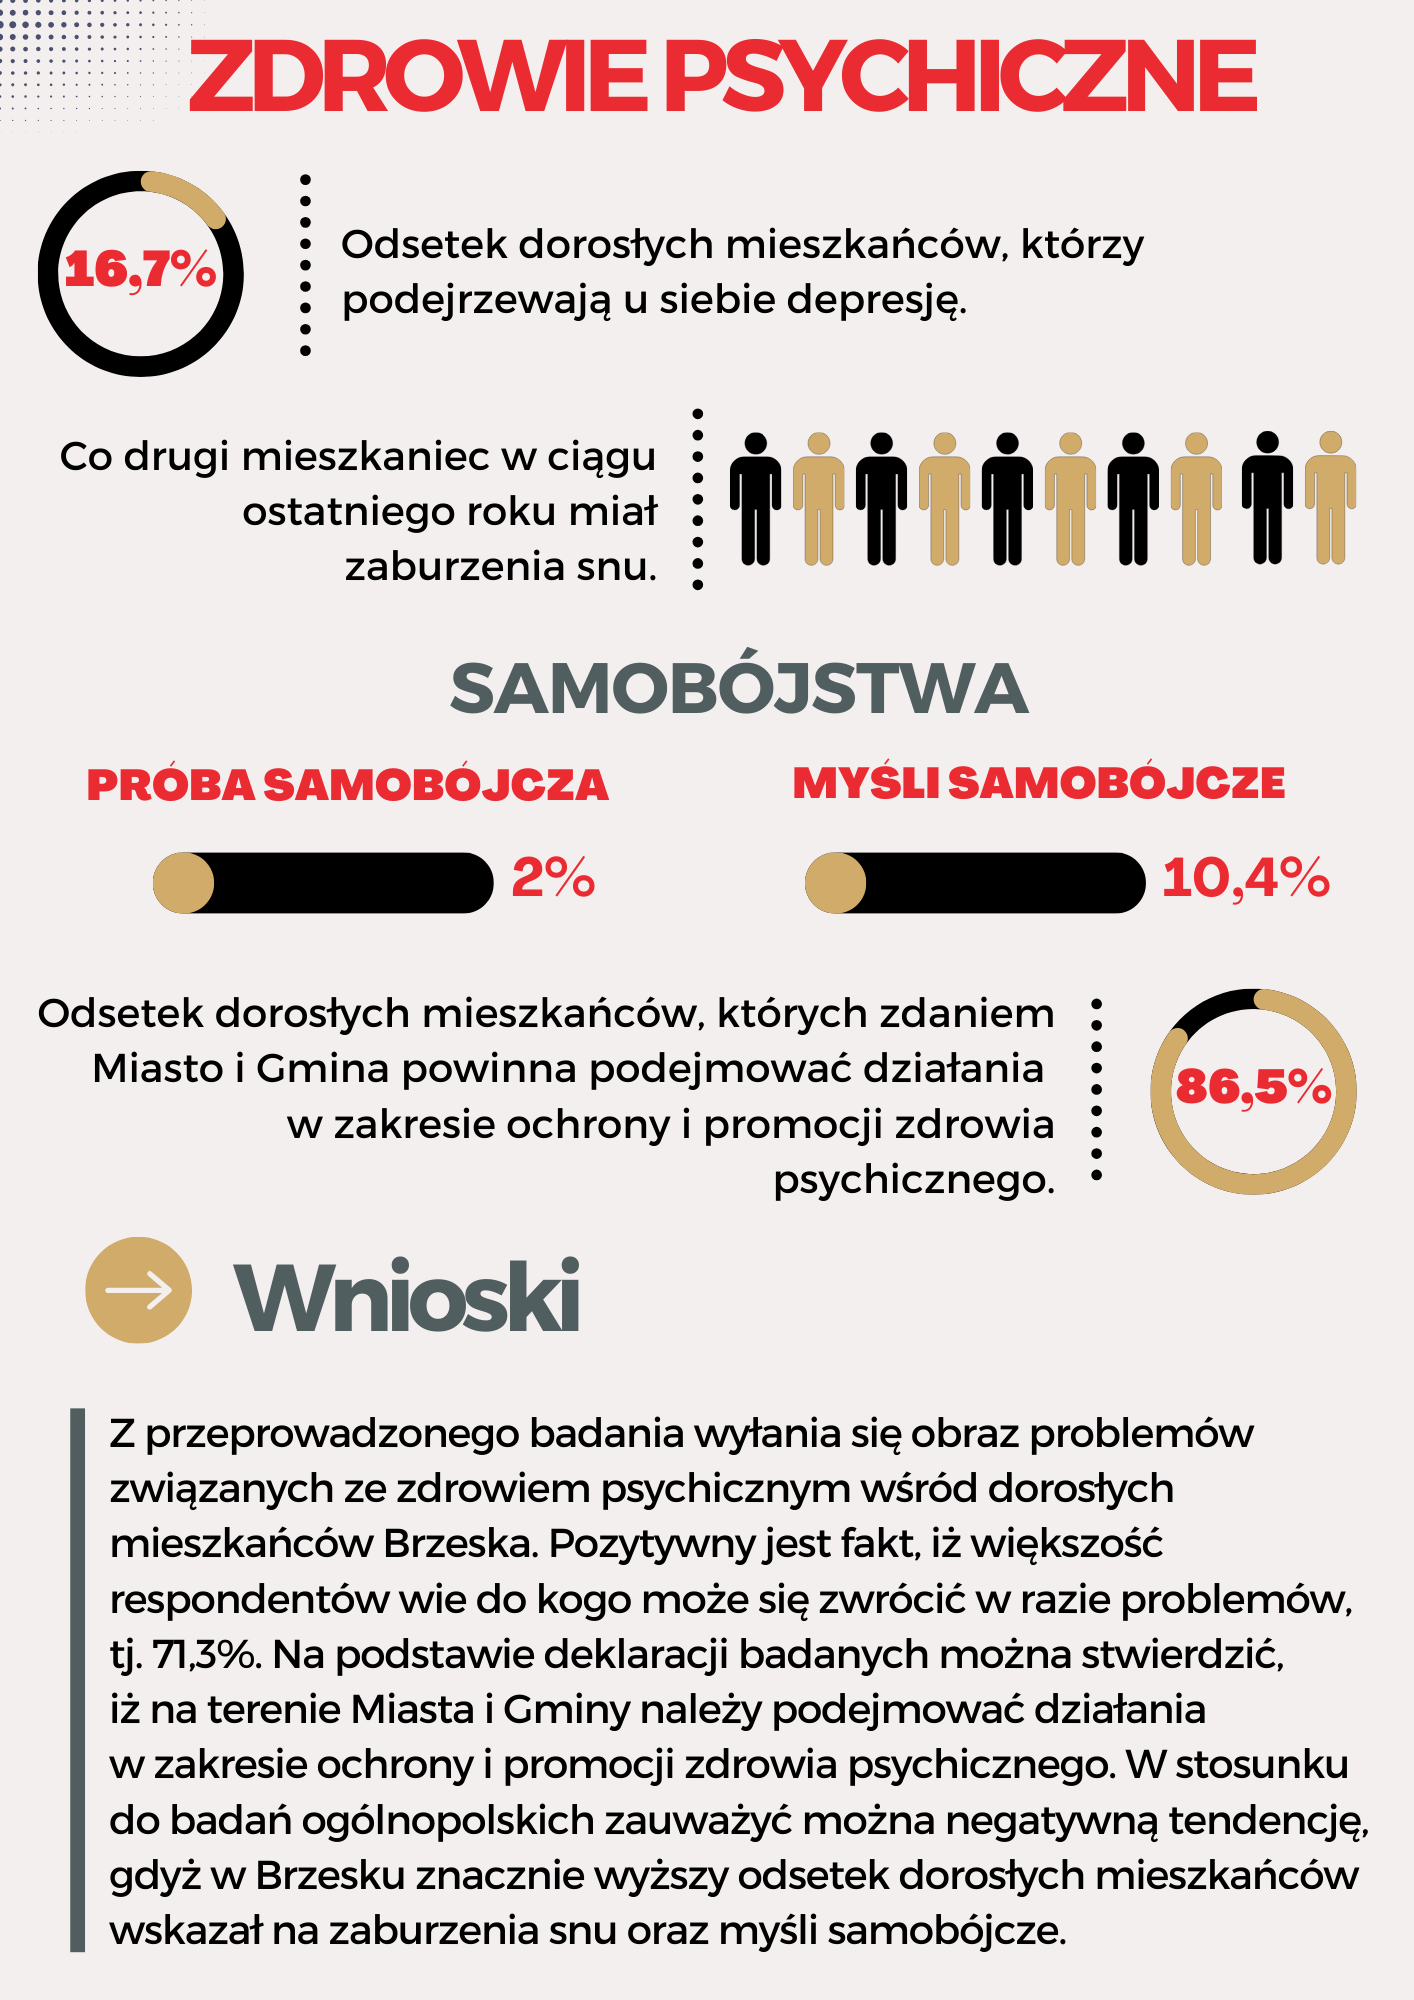 ZDROWIE PSYCHICZNE
16,7%
Odsetek dorosłych mieszkańców, którzy
podejrzewają u siebie depresję.
Co drugi mieszkaniec w ciągu
ostatniego roku miał
zaburzenia snu.
SAMOBÓJSTWA
PRÓBA SAMOBÓJCZA
2%
MYŚLI SAMOBÓJCZE
10,4%
Odsetek dorosłych mieszkańców, których zdaniem
Miasto i Gmina powinna podejmować działania
w zakresie ochrony i promocji zdrowia
psychicznego.
86,5%
Wnioski
Z przeprowadzonego badania wyłania się obraz problemów
związanych ze zdrowiem psychicznym wśród dorosłych
mieszkańców Brzeska. Pozytywny jest fakt, iż większość
respondentów wie do kogo może się zwrócić w razie problemów,
tj. 71,3%. Na podstawie deklaracji badanych można stwierdzić,
iż na terenie Miasta i Gminy należy podejmować działania
w zakresie ochrony i promocji zdrowia psychicznego. W stosunku
do badań ogólnopolskich zauważyć można negatywną tendencję,
gdyż w Brzesku znacznie wyższy odsetek dorosłych mieszkańców
wskazał na zaburzenia snu oraz myśli samobójcze.